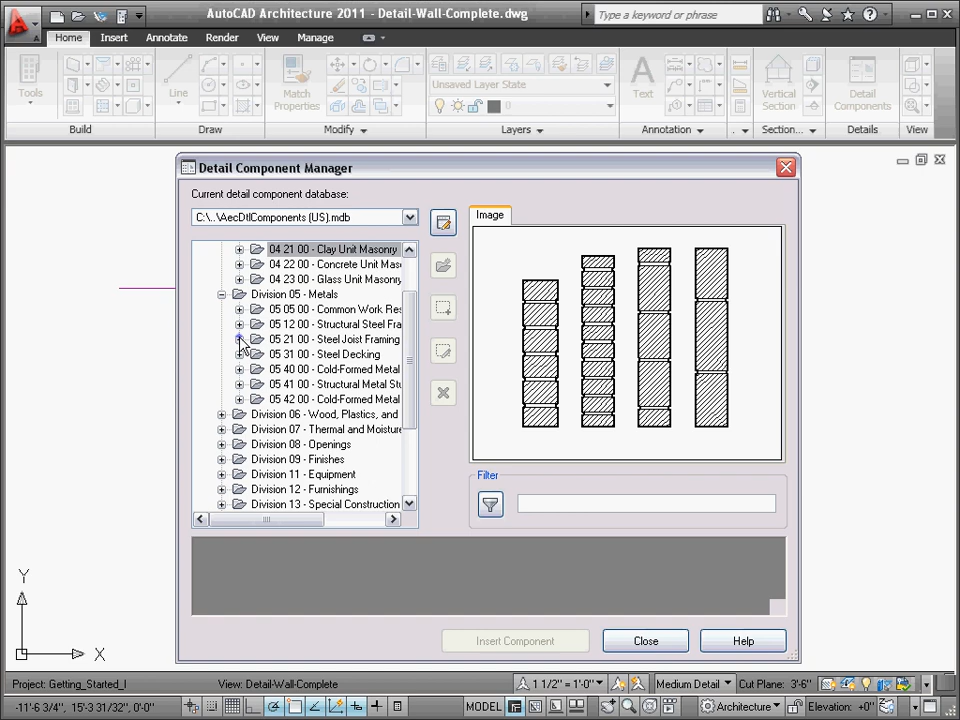 AutoCAD Architecture 2011 - Detail-Wall-Complete.dwg
Type a keyword or phrase
Home
Insert
Annotate
Render
View
Manage
Tools
Line
Match Properties
Unsaved Layer State
0
Text
Vertical Section
Detail Components
Build
Draw
Modify
Layers
Annotation
Section...
Details
View
Detail Component Manager
Current detail component database:
C:\..\AecDtlComponents (US).mdb
Image
04 21 00 - Clay Unit Masonry
04 22 00 - Concrete Unit Mas
04 23 00 - Glass Unit Masonry
Division 05 - Metals
05 05 00 - Common Work Res
05 12 00 - Structural Steel Fra
05 21 00 - Steel Joist Framing
05 31 00 - Steel Decking
05 40 00 - Cold-Formed Metal
05 41 00 - Structural Metal Stu
05 42 00 - Cold-Formed Metal
Division 06 - Wood, Plastics, and
Division 07 - Thermal and Moisture
Division 08 - Openings
Division 09 - Finishes
Division 11 - Equipment
Division 12 - Furnishings
Division 13 - Special Construction
Filter
Insert Component
Close
Help
Y
X
Project: Getting_Started_I
View: Detail-Wall-Complete
1 1/2" = 1'-0"
Medium Detail
Cut Plane: 3'-6"
-11'-6 3/4", 15'-3 31/32", 0'-0"
MODEL
Architecture
Elevation: +0"